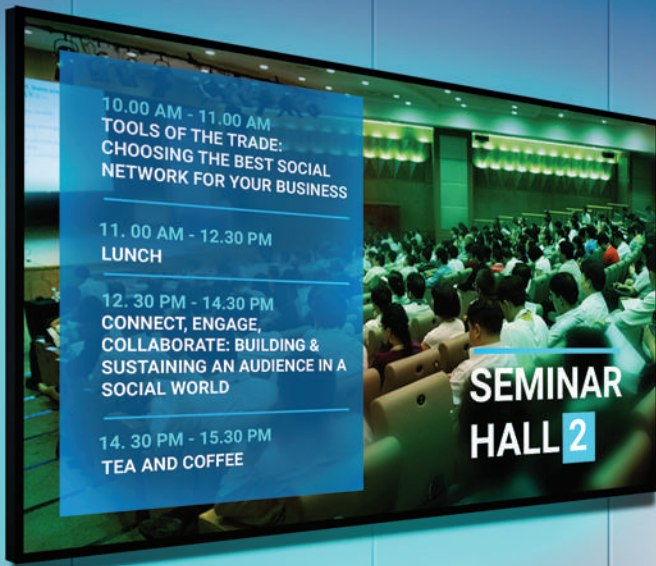 10.00 AM - 11.00 AM
TOOLS OF THE TRADE:
CHOOSING THE BEST SOCIAL
NETWORK FOR YOUR BUSINESS
11. 00 AM - 12.30 PM
LUNCH
12. 30 PM - 14.30 PM
CONNECT, ENGAGE,
COLLABORATE: BUILDING &
SUSTAINING AN AUDIENCE IN A
SOCIAL WORLD
14. 30 PM - 15.30 PM
TEA AND COFFEE
SEMINAR
HALL 2